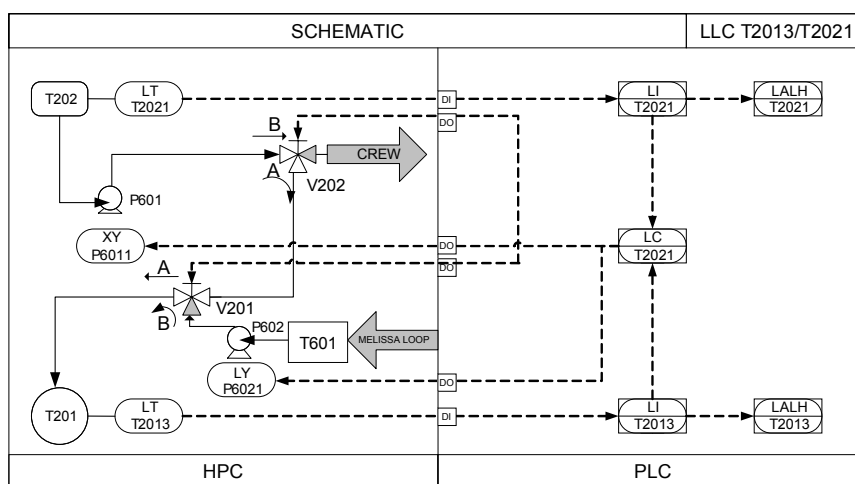 SCHEMATIC
LLC T2013/T2021
T202
LT
T2021
DI
LI
T2021
LALH
T2021
DO
B
CREW
A
V202
P601
XY
P6011
DO
LC
T2021
DO
A
V201
B
P602
T601
MELISSA LOOP
LY
P6021
DO
T201
LT
T2013
DI
LI
T2013
LALH
T2013
HPC
PLC